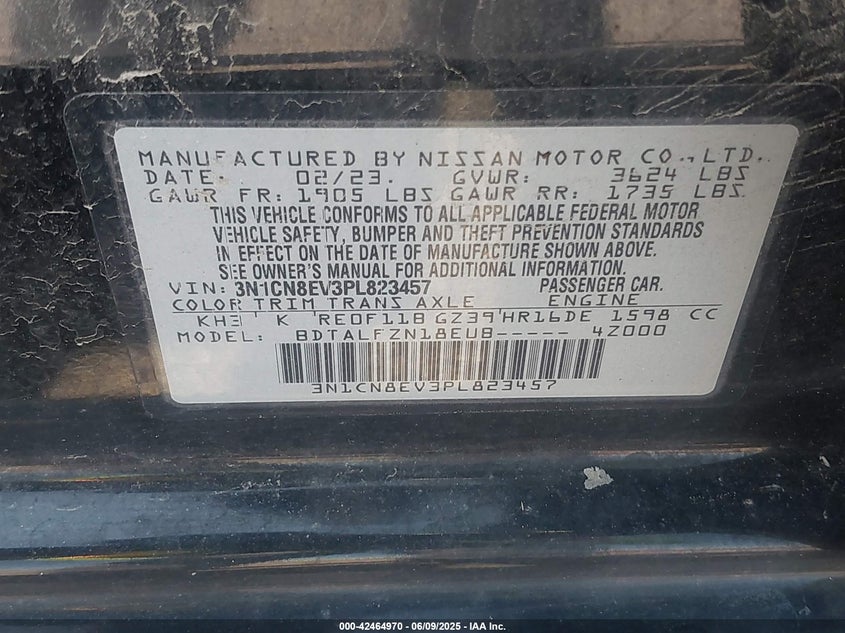 MANUFACTURED BY NISSAN MOTOR CO.,LTD.
DATE: 02/23. GVWR: 3624 LBS
GAWR FR: 1905 LBS GAWR RR: 1735 LBS.
THIS VEHICLE CONFORMS TO ALL APPLICABLE FEDERAL MOTOR
VEHICLE SAFETY, BUMPER AND THEFT PREVENTION STANDARDS
IN EFFECT ON THE DATE OF MANUFACTURE SHOWN ABOVE.
SEE OWNER'S MANUAL FOR ADDITIONAL INFORMATION.
VIN: 3N1CN8EV3PL823457 PASSENGER CAR.
COLOR TRIM TRANS AXLE ENGINE
KH3 K RE0F11B GZ39 HR16DE 1598 CC
MODEL: BDTALFZN18EUB----- 4Z000
3N1CN8EV3PL823457
000-42464970 - 06/09/2025 - IAA Inc.